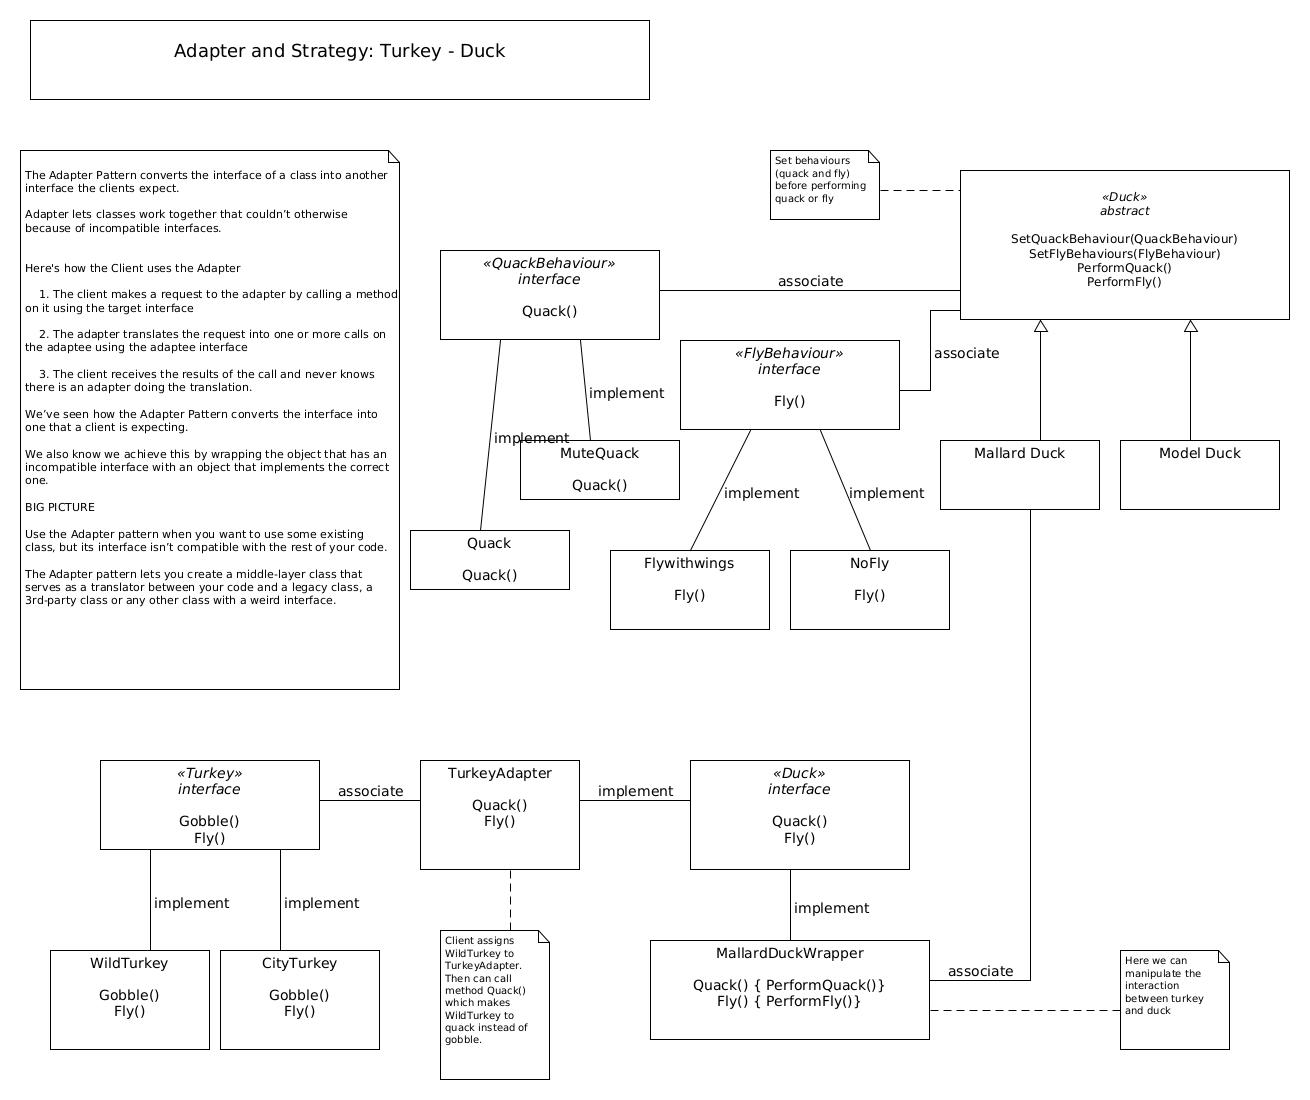 Adapter and Strategy: Turkey - Duck
The Adapter Pattern converts the interface of a class into another
interface the clients expect.
Adapter lets classes work together that couldn’t otherwise
because of incompatible interfaces.
Here's how the Client uses the Adapter
1. The client makes a request to the adapter by calling a method
on it using the target interface
2. The adapter translates the request into one or more calls on
the adaptee using the adaptee interface
3. The client receives the results of the call and never knows
there is an adapter doing the translation.
We’ve seen how the Adapter Pattern converts the interface into
one that a client is expecting.
We also know we achieve this by wrapping the object that has an
incompatible interface with an object that implements the correct
one.
BIG PICTURE
Use the Adapter pattern when you want to use some existing
class, but its interface isn’t compatible with the rest of your code.
The Adapter pattern lets you create a middle-layer class that
serves as a translator between your code and a legacy class, a
3rd-party class or any other class with a weird interface.
Set behaviours
(quack and fly)
before performing
quack or fly
«Duck»
abstract
SetQuackBehaviour(QuackBehaviour)
SetFlyBehaviours(FlyBehaviour)
PerformQuack()
PerformFly()
«QuackBehaviour»
interface
Quack()
associate
«FlyBehaviour»
interface
Fly()
associate
implement
implement
MuteQuack
Quack()
Quack
Quack()
implement
implement
Flywithwings
Fly()
NoFly
Fly()
Mallard Duck
Model Duck
«Turkey»
interface
Gobble()
Fly()
associate
TurkeyAdapter
Quack()
Fly()
implement
«Duck»
interface
Quack()
Fly()
implement
implement
implement
WildTurkey
Gobble()
Fly()
CityTurkey
Gobble()
Fly()
Client assigns
WildTurkey to
TurkeyAdapter.
Then can call
method Quack()
which makes
WildTurkey to
quack instead of
gobble.
MallardDuckWrapper
Quack() { PerformQuack()}
Fly() { PerformFly()}
associate
Here we can
manipulate the
interaction
between turkey
and duck